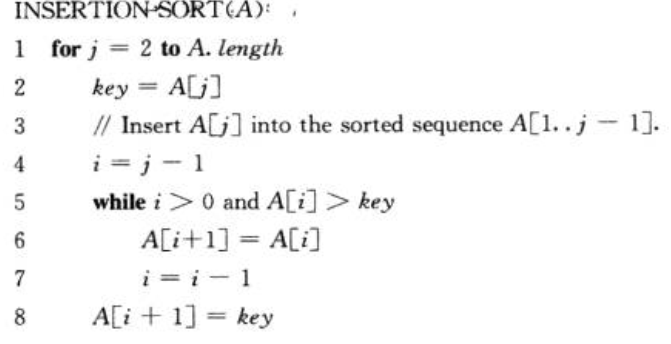 INSERTION-SORT(A):
1 for j = 2 to A. length
2 key = A[j]
3 // Insert A[j] into the sorted sequence A[1..j - 1].
4 i = j - 1
5 while i > 0 and A[i] > key
6 A[i+1] = A[i]
7 i = i - 1
8 A[i + 1] = key